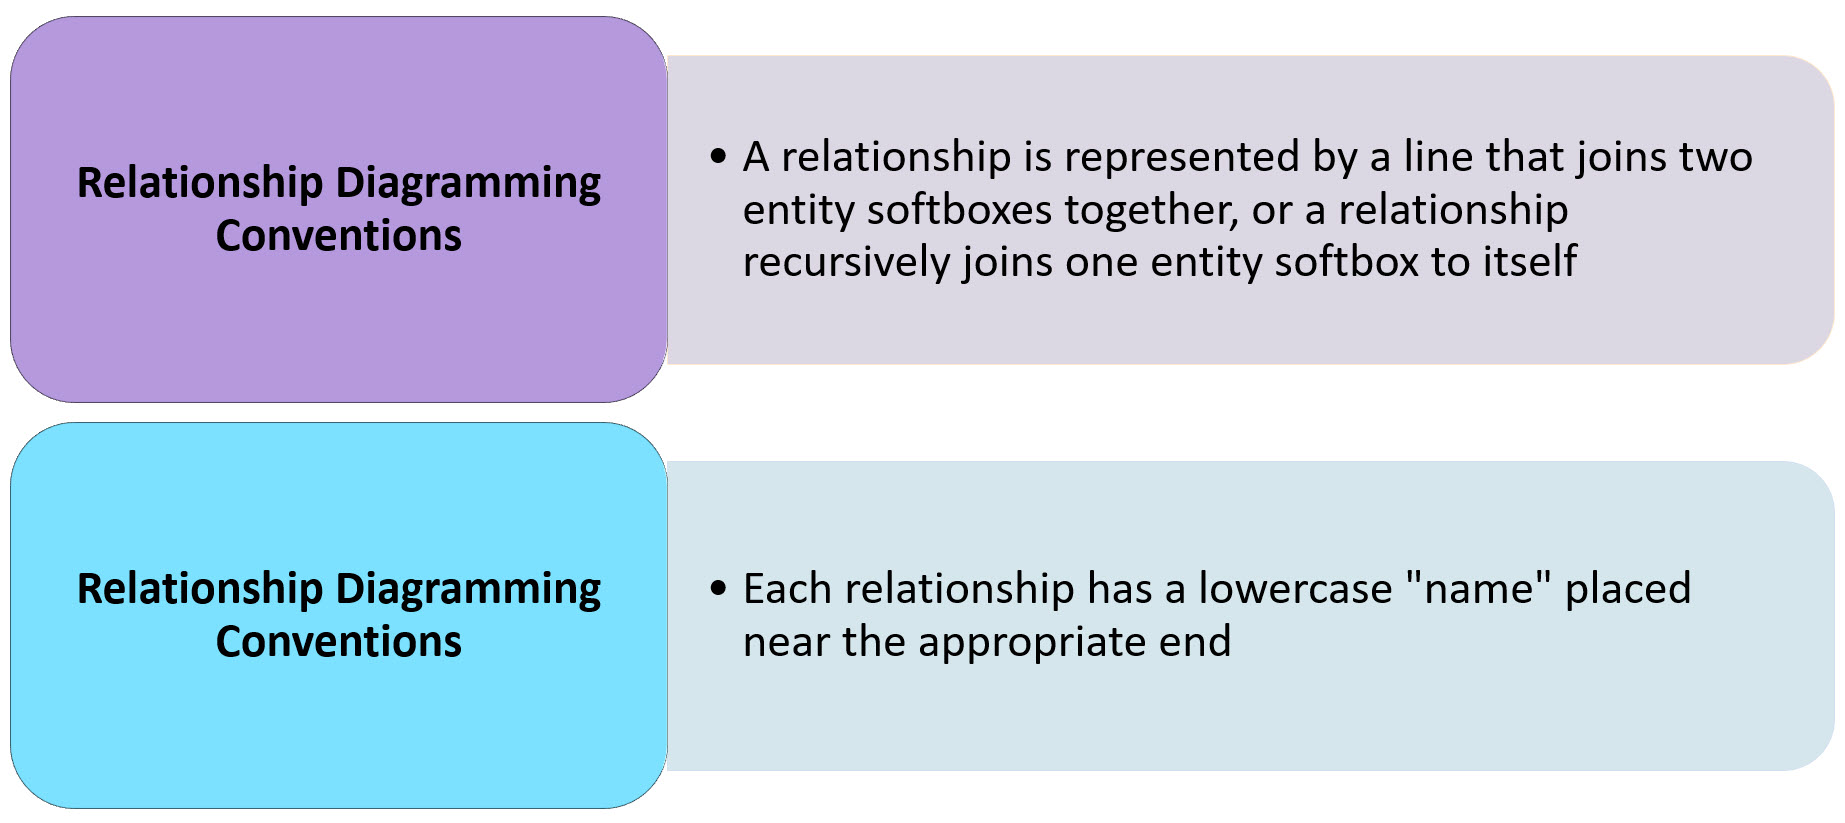 Relationship Diagramming
Conventions
• A relationship is represented by a line that joins two
entity softboxes together, or a relationship
recursively joins one entity softbox to itself
Relationship Diagramming
Conventions
• Each relationship has a lowercase "name" placed
near the appropriate end